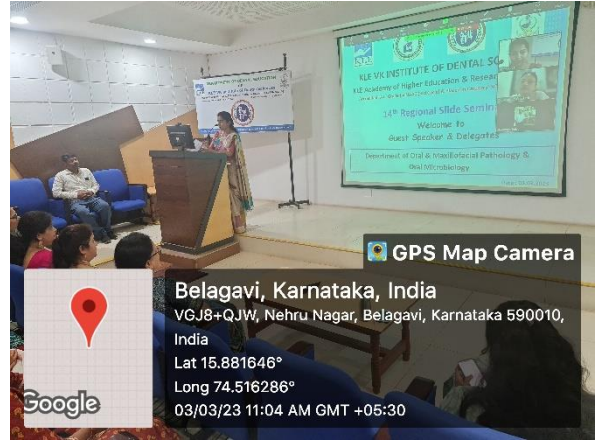 KLE VK INSTITUTE OF DENTAL SC
KLE Academy of Higher Education & Resear
14th Regional Slide Semin
Welcome to
Guest Speaker & Delegates
Department of Oral & Maxillofacial Pathology &
Oral Microbiology
GPS Map Camera
Google
Belagavi, Karnataka, India
VGJ8+QJW, Nehru Nagar, Belagavi, Karnataka 590010,
India
Lat 15.881646°
Long 74.516286°
03/03/23 11:04 AM GMT +05:30